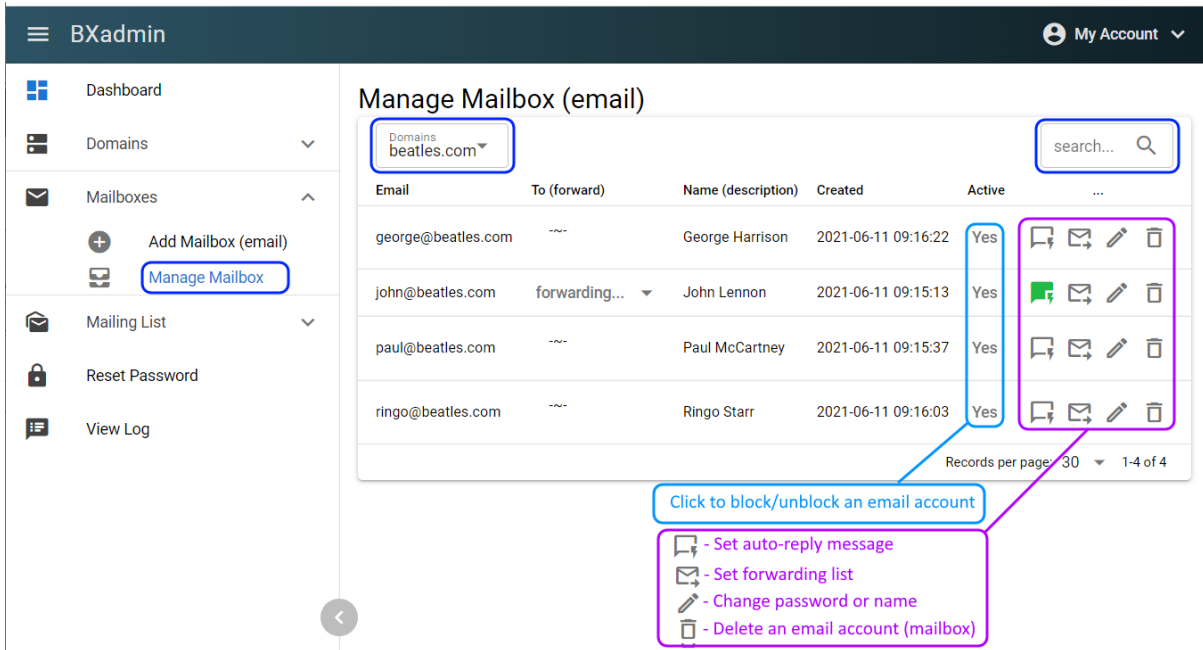 BXadmin
My Account
Dashboard
Domains
Mailboxes
Add Mailbox (email)
Manage Mailbox
Mailing List
Reset Password
View Log
Manage Mailbox (email)
Domains
beatles.com
search...
Email To (forward) Name (description) Created Active ...
george@beatles.com -~- George Harrison 2021-06-11 09:16:22 Yes
john@beatles.com forwarding... John Lennon 2021-06-11 09:15:13 Yes
paul@beatles.com -~- Paul McCartney 2021-06-11 09:15:37 Yes
ringo@beatles.com -~- Ringo Starr 2021-06-11 09:16:03 Yes
Records per page: 30 1-4 of 4
Click to block/unblock an email account
- Set auto-reply message
- Set forwarding list
- Change password or name
- Delete an email account (mailbox)